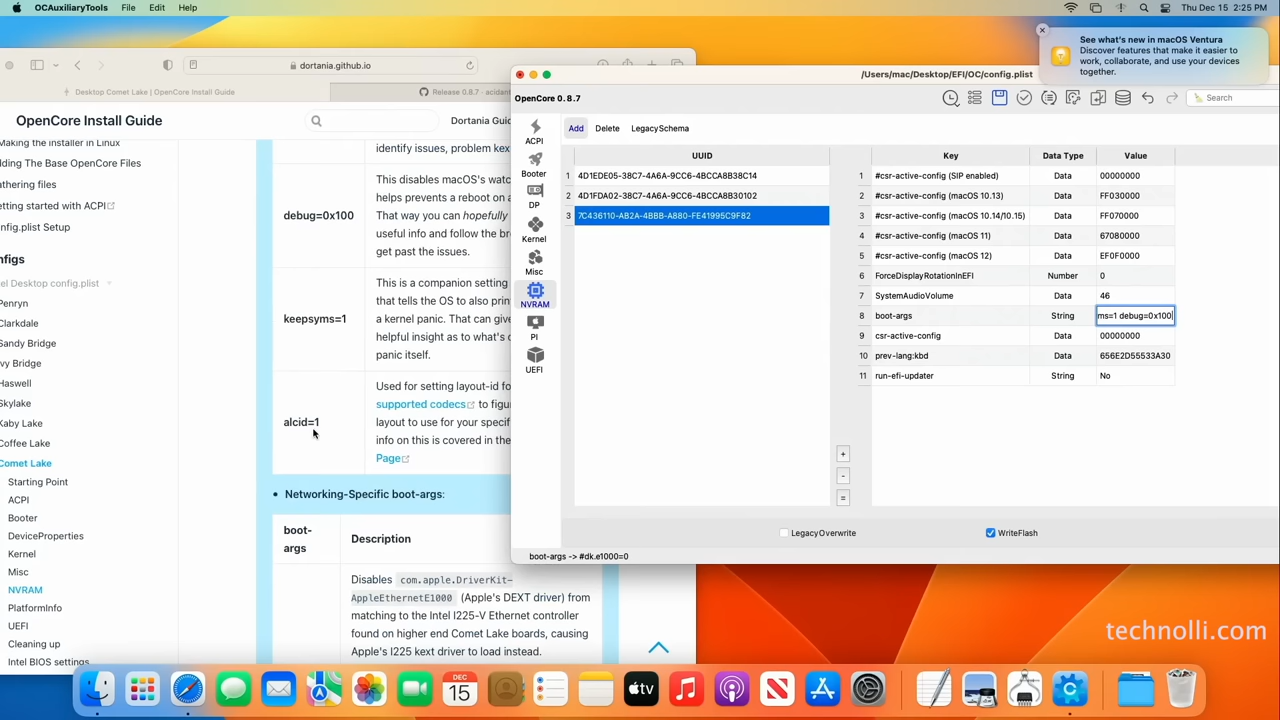 OCAuxiliaryTools File Edit Help
Thu Dec 15 2:25 PM
dortania.github.io
Desktop Comet Lake | OpenCore Install Guide
Release 0.8.7 · acidant
OpenCore Install Guide
Dortania Guid
Making the installer in Linux
dding The Base OpenCore Files
athering files
etting started with ACPI
nfig.plist Setup
nfigs
el Desktop config.plist
Penryn
Clarkdale
Sandy Bridge
vy Bridge
Haswell
Skylake
Kaby Lake
Coffee Lake
Comet Lake
Starting Point
ACPI
Booter
DeviceProperties
Kernel
Misc
NVRAM
PlatformInfo
UEFI
Cleaning up
Intel BIOS settings
identify issues, problem kex
debug=0x100
This disables macOS's watc
helps prevents a reboot on a
That way you can hopefully
useful info and follow the bre
get past the issues.
keepsyms=1
This is a companion setting
that tells the OS to also print
a kernel panic. That can give
helpful insight as to what's c
panic itself.
alcid=1
Used for setting layout-id fo
supported codecs to figur
layout to use for your specif
info on this is covered in the
Page
• Networking-Specific boot-args:
boot-
args
Description
Disables com.apple.DriverKit-
AppleEthernetE1000 (Apple's DEXT driver) from
matching to the Intel I225-V Ethernet controller
found on higher end Comet Lake boards, causing
Apple's I225 kext driver to load instead.
/Users/mac/Desktop/EFI/OC/config.plist
OpenCore 0.8.7
Search
ACPI
Booter
DP
Kernel
Misc
NVRAM
PI
UEFI
Add Delete LegacySchema
UUID
1 4D1EDE05-38C7-4A6A-9CC6-4BCCA8B38C14
2 4D1FDA02-38C7-4A6A-9CC6-4BCCA8B30102
3 7C436110-AB2A-4BBB-A880-FE41995C9F82
Key Data Type Value
1 #csr-active-config (SIP enabled) Data 00000000
2 #csr-active-config (macOS 10.13) Data FF030000
3 #csr-active-config (macOS 10.14/10.15) Data FF070000
4 #csr-active-config (macOS 11) Data 67080000
5 #csr-active-config (macOS 12) Data EF0F0000
6 ForceDisplayRotationInEFI Number 0
7 SystemAudioVolume Data 46
8 boot-args String ms=1 debug=0x100
9 csr-active-config Data 00000000
10 prev-lang:kbd Data 656E2D55533A30
11 run-efi-updater String No
+
-
=
LegacyOverwrite
WriteFlash
boot-args -> #dk.e1000=0
See what's new in macOS Ventura
Discover features that make it easier to
work, collaborate, and use your devices
together.
technolli.com
DEC
15
tv